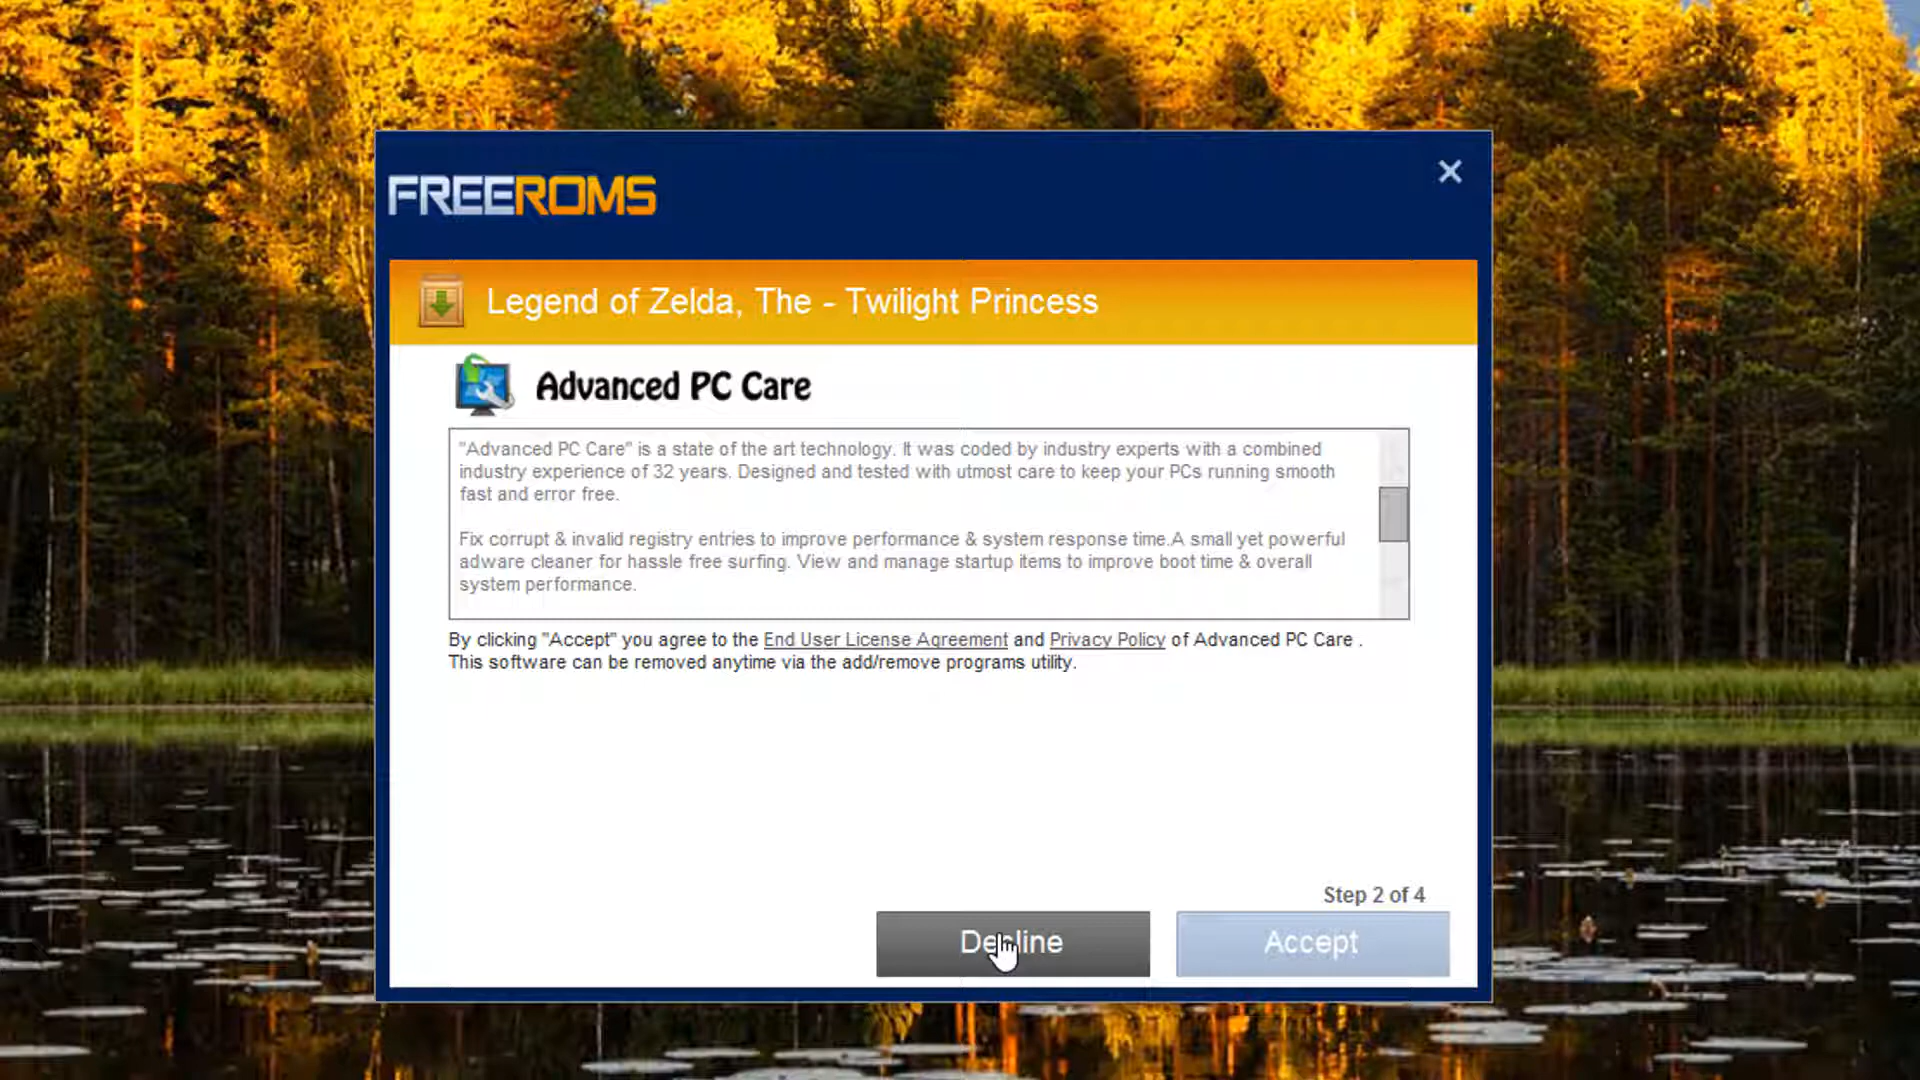 FREEROMS
Legend of Zelda, The - Twilight Princess
Advanced PC Care
"Advanced PC Care" is a state of the art technology. It was coded by industry experts with a combined
industry experience of 32 years. Designed and tested with utmost care to keep your PCs running smooth
fast and error free.
Fix corrupt & invalid registry entries to improve performance & system response time.A small yet powerful
adware cleaner for hassle free surfing. View and manage startup items to improve boot time & overall
system performance.
By clicking "Accept" you agree to the End User License Agreement and Privacy Policy of Advanced PC Care .
This software can be removed anytime via the add/remove programs utility.
Step 2 of 4
Decline
Accept